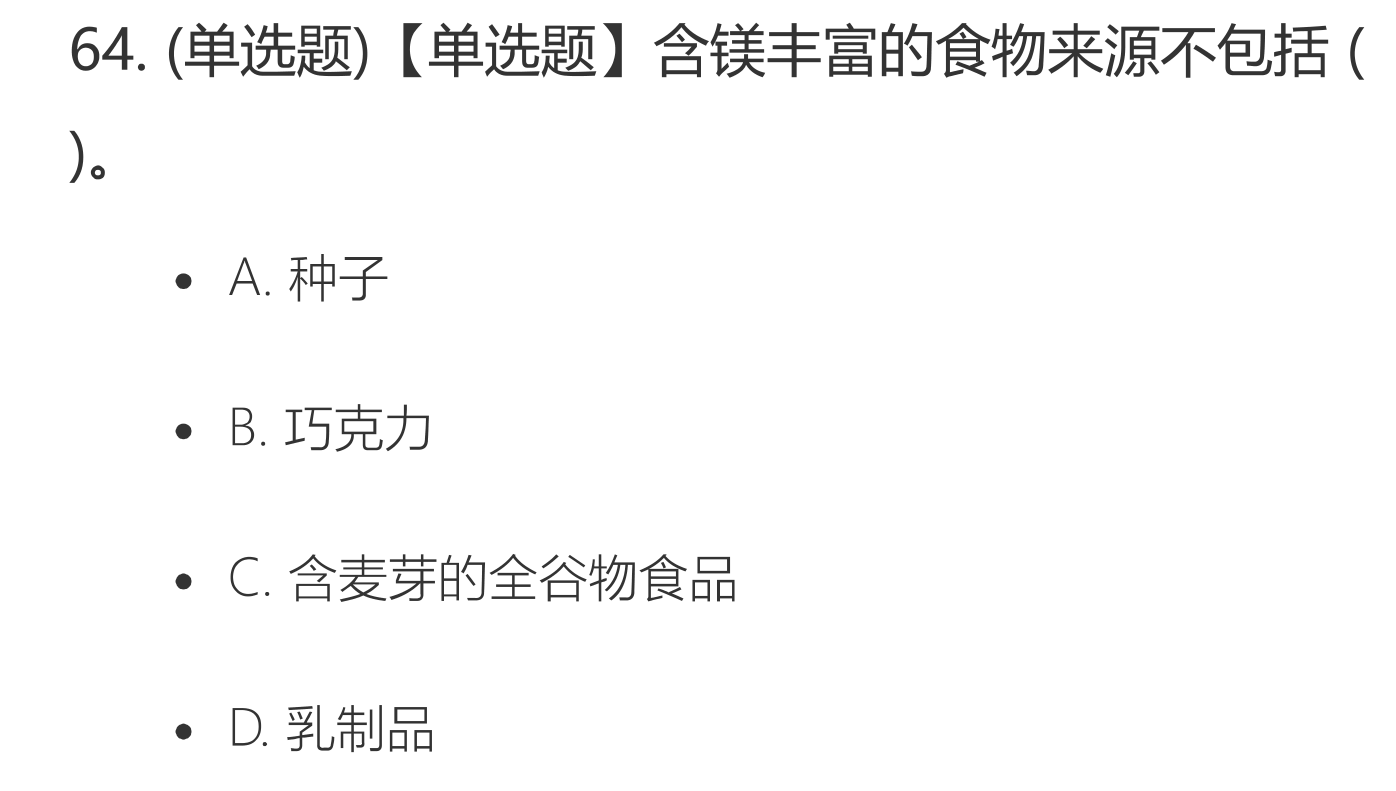 64. (单选题)【单选题】含镁丰富的食物来源不包括 (
)。
A. 种子
B. 巧克力
C. 含麦芽的全谷物食品
D. 乳制品